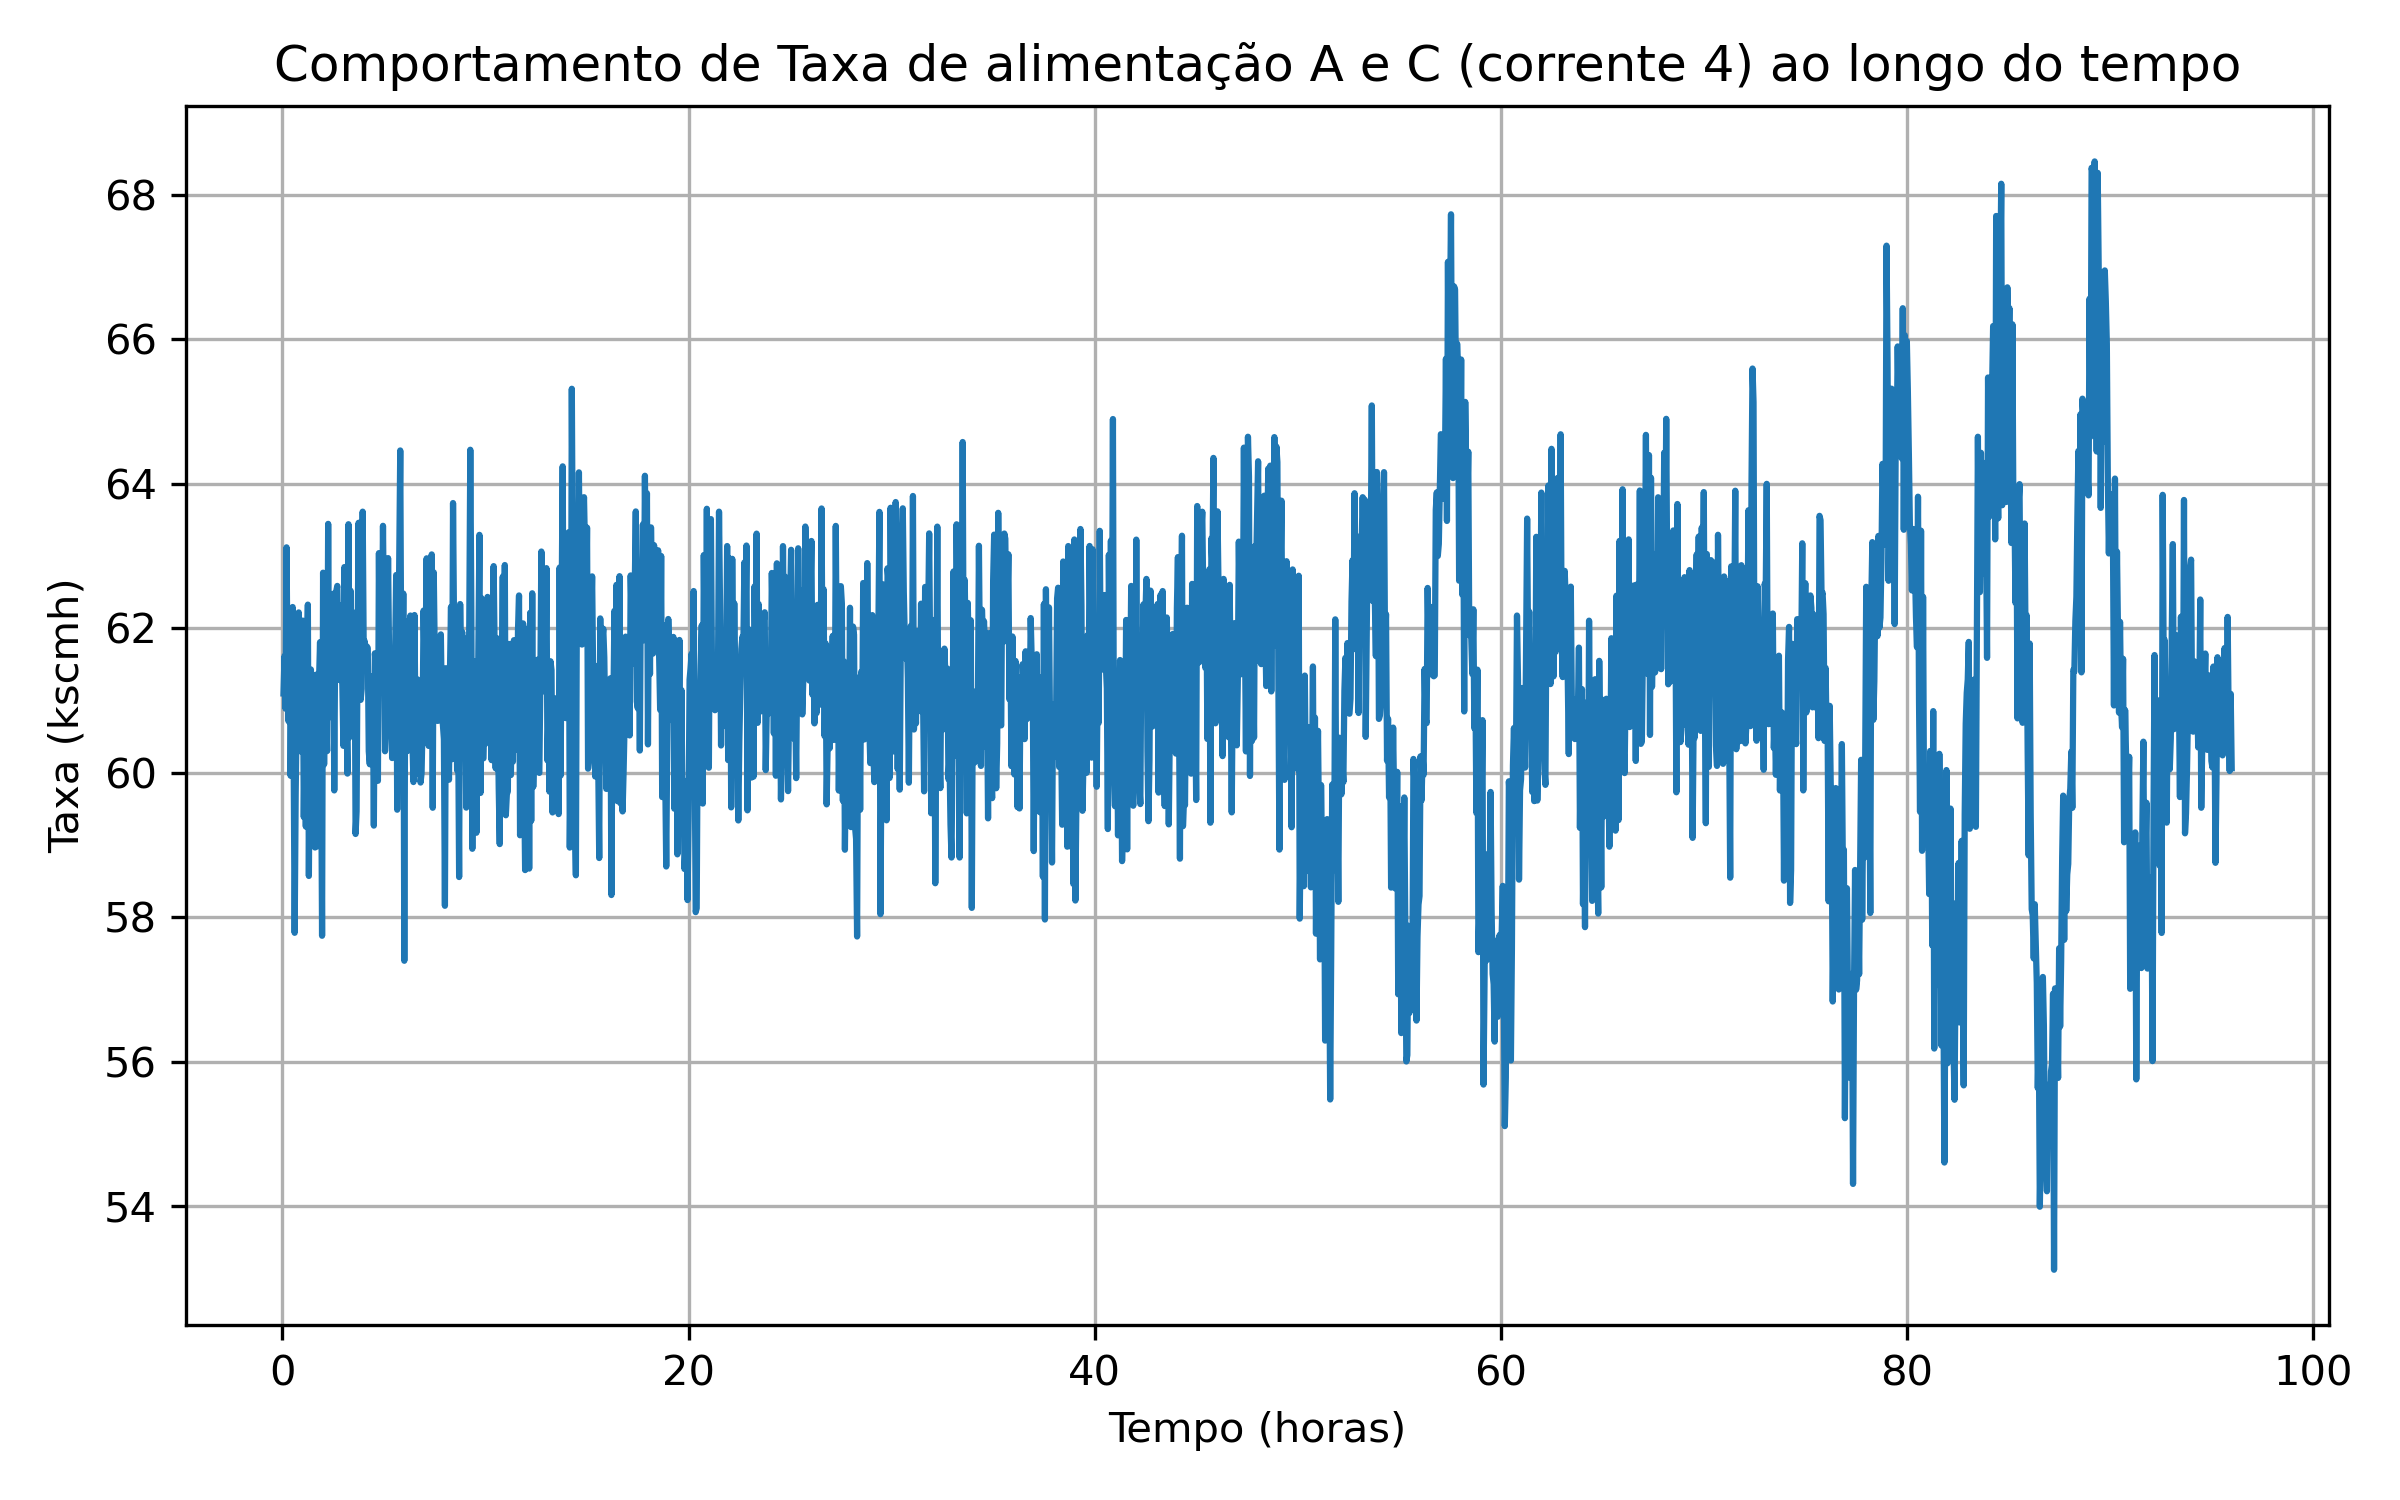 Comportamento de Taxa de alimentação A e C (corrente 4) ao longo do tempo
68
66
64
62
60
58
56
54
Taxa (kscmh)
0 20 40 60 80 100
Tempo (horas)